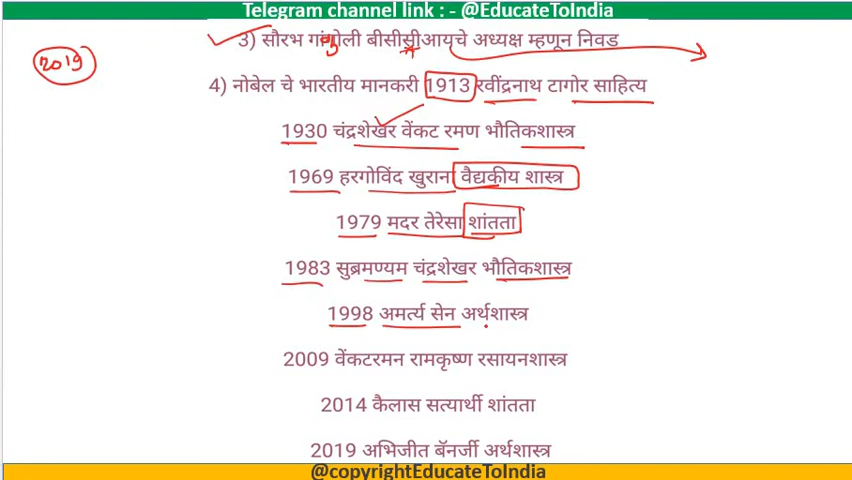 Telegram channel link : - @EducateToIndia
3) सौरभ गांगोली बीसीसीआयचे अध्यक्ष म्हणून निवड
2019
4) नोबेल चे भारतीय मानकरी 1913 रवींद्रनाथ टागोर साहित्य
1930 चंद्रशेखर वेंकट रमण भौतिकशास्त्र
1969 हरगोविंद खुराना वैद्यकीय शास्त्र
1979 मदर तेरेसा शांतता
1983 सुब्रमण्यम चंद्रशेखर भौतिकशास्त्र
1998 अमर्त्य सेन अर्थशास्त्र
2009 वेंकटरमन रामकृष्ण रसायनशास्त्र
2014 कैलास सत्यार्थी शांतता
2019 अभिजीत बॅनर्जी अर्थशास्त्र
@copyrightEducateToIndia